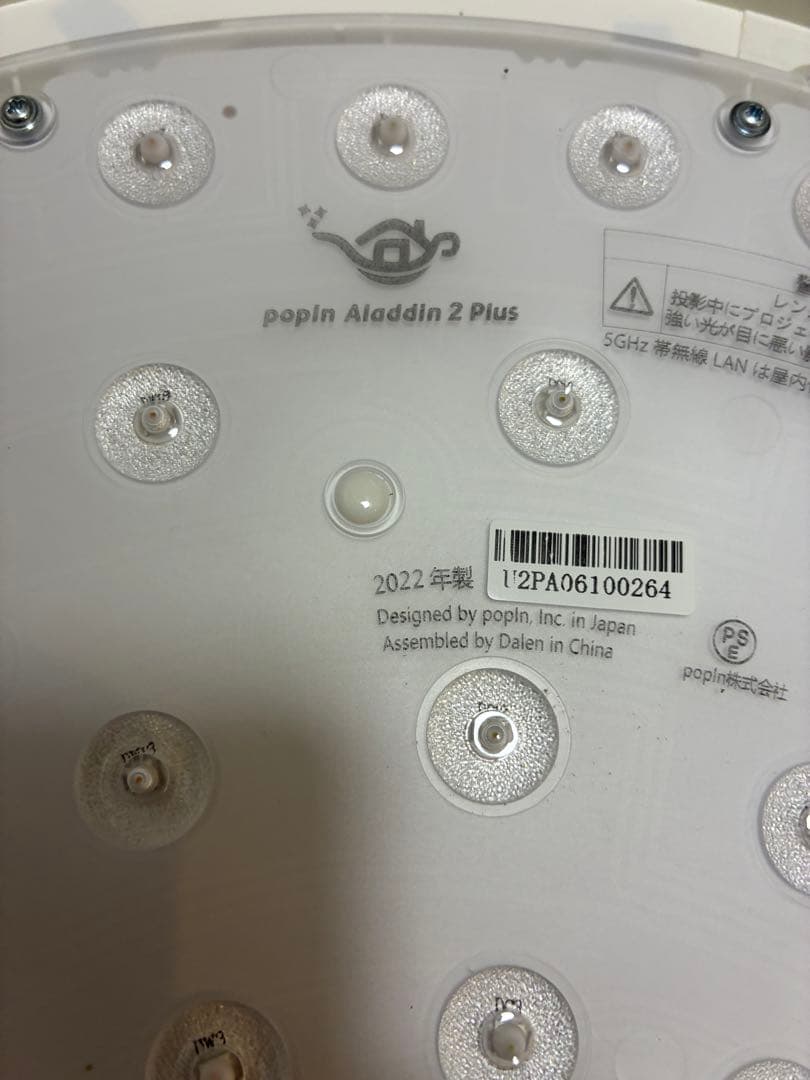 popIn Aladdin 2 Plus
投影中にプロジェ
強い光が目に悪い
5GHz 帯無線 LAN は屋内
2022 年製
U2PA06100264
Designed by popIn, Inc. in Japan
Assembled by Dalen in China
PS
E
popIn株式会社